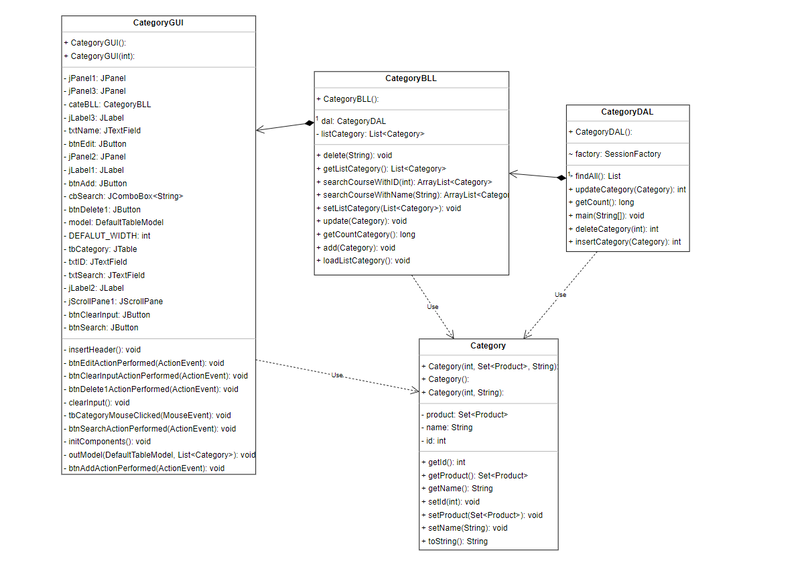 CategoryGUI
+ CategoryGUI():
+ CategoryGUI(int):
- jPanel1: JPanel
- jPanel3: JPanel
- cateBLL: CategoryBLL
- jLabel3: JLabel
- txtName: JTextField
- btnEdit: JButton
- jPanel2: JPanel
- jLabel1: JLabel
- btnAdd: JButton
- cbSearch: JComboBox<String>
- btnDelete1: JButton
- model: DefaultTableModel
- DEFALUT_WIDTH: int
- tbCategory: JTable
- txtID: JTextField
- txtSearch: JTextField
- jLabel2: JLabel
- jScrollPane1: JScrollPane
- btnClearInput: JButton
- btnSearch: JButton
- insertHeader(): void
- btnEditActionPerformed(ActionEvent): void
- btnClearInputActionPerformed(ActionEvent): void
- btnDelete1ActionPerformed(ActionEvent): void
- clearInput(): void
- tbCategoryMouseClicked(MouseEvent): void
- btnSearchActionPerformed(ActionEvent): void
- initComponents(): void
- outModel(DefaultTableModel, List<Category>): void
- btnAddActionPerformed(ActionEvent): void
CategoryBLL
+ CategoryBLL():
1
dal: CategoryDAL
- listCategory: List<Category>
+ delete(String): void
+ getListCategory(): List<Category>
+ searchCourseWithID(int): ArrayList<Category>
+ searchCourseWithName(String): ArrayList<Catego
+ setListCategory(List<Category>): void
+ update(Category): void
+ getCountCategory(): long
+ add(Category): void
+ loadListCategory(): void
CategoryDAL
+ CategoryDAL():
~ factory: SessionFactory
1
+ findAll(): List
+ updateCategory(Category): int
+ getCount(): long
+ main(String[]): void
+ deleteCategory(int): int
+ insertCategory(Category): int
Use
Use
Use
Category
+ Category(int, Set<Product>, String):
+ Category():
+ Category(int, String):
- product: Set<Product>
- name: String
- id: int
+ getId(): int
+ getProduct(): Set<Product>
+ getName(): String
+ setId(int): void
+ setProduct(Set<Product>): void
+ setName(String): void
+ toString(): String